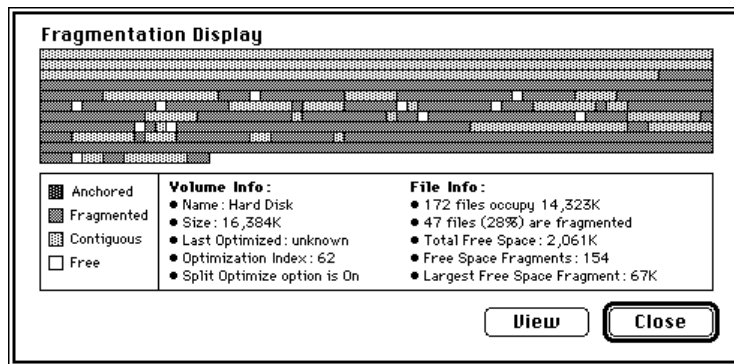 Fragmentation Display
Anchored
Fragmented
Contiguous
Free
Volume Info:
● Name: Hard Disk
● Size: 16,384K
● Last Optimized: unknown
● Optimization Index: 62
● Split Optimize option is On
File Info:
● 172 files occupy 14,323K
● 47 files (28%) are fragmented
● Total Free Space: 2,061K
● Free Space Fragments: 154
● Largest Free Space Fragment: 67K
View
Close